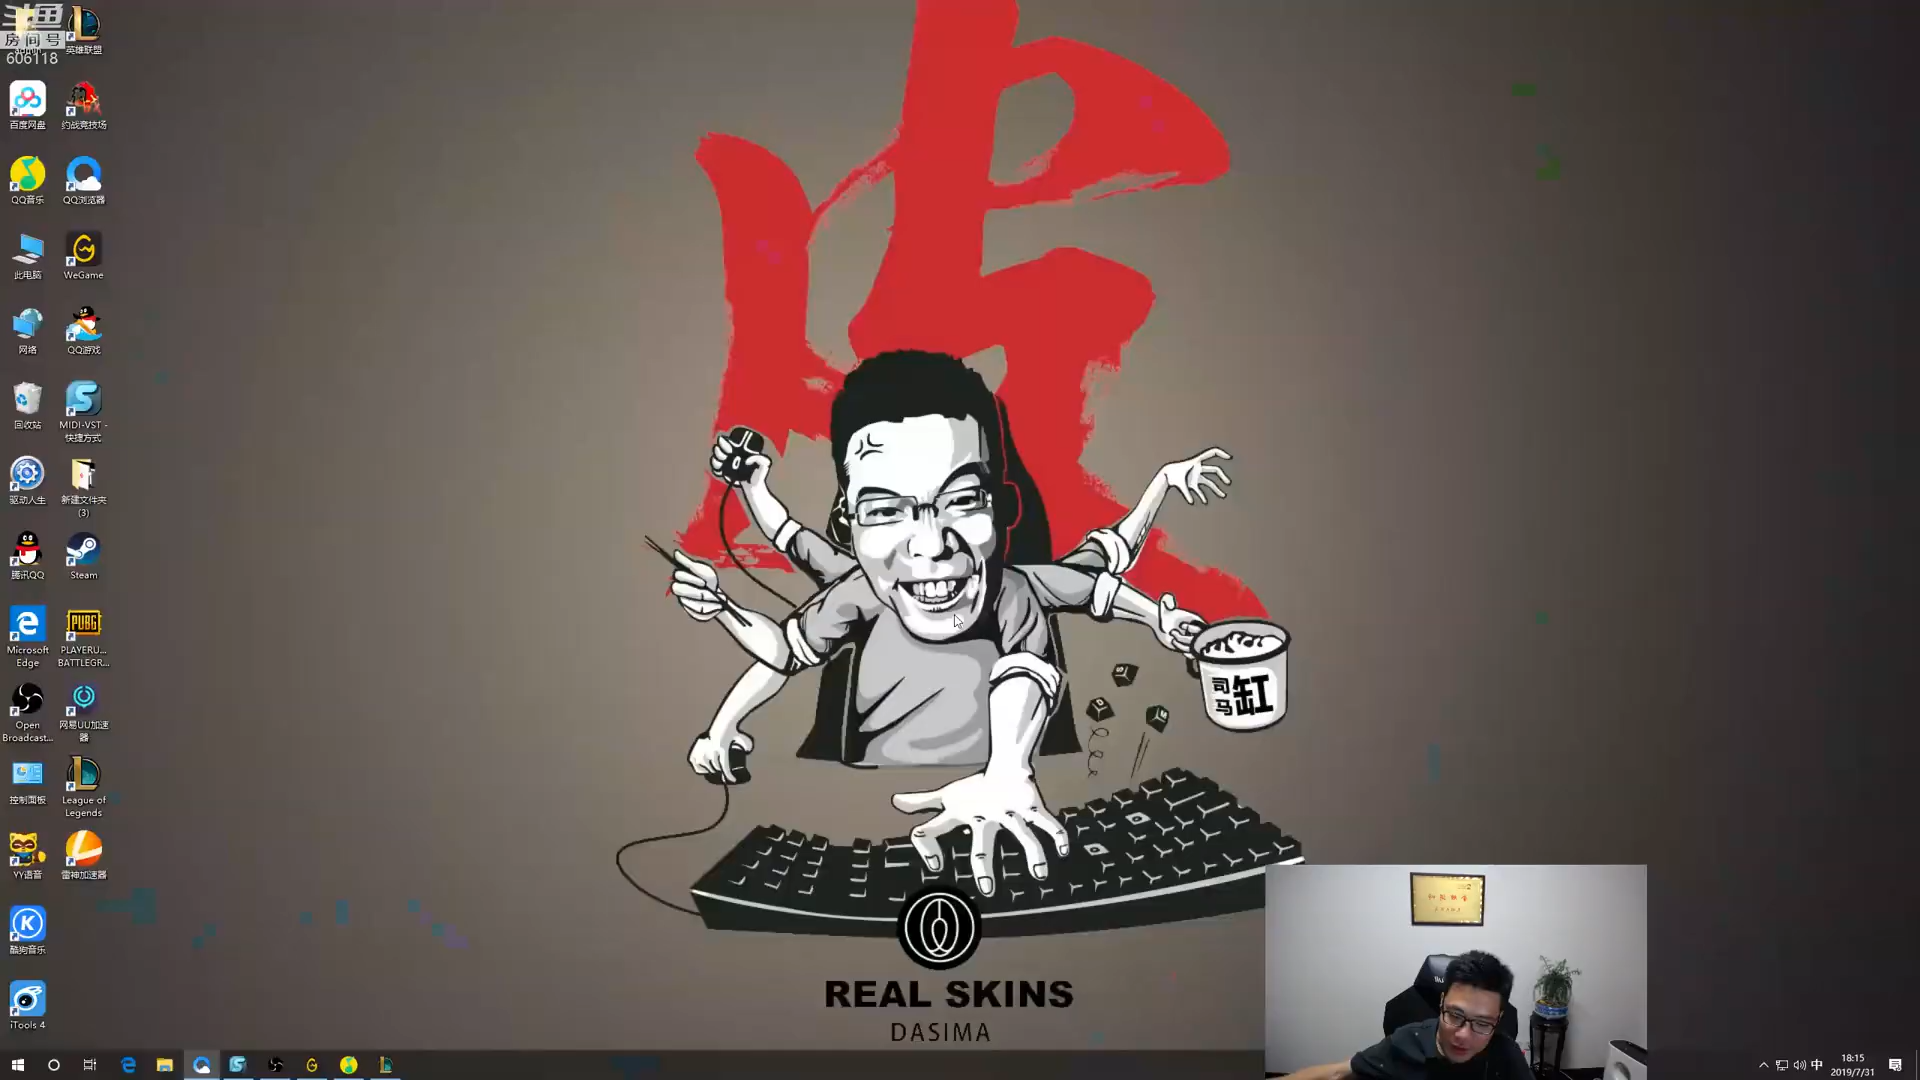 斗鱼
房间号
606118
英雄联盟
百度网盘
约战竞技场
QQ音乐
QQ浏览器
此电脑
WeGame
网络
QQ游戏
回收站
MIDI-VST -
快捷方式
驱动人生
新建文件夹
(3)
腾讯QQ
Steam
PUBG
Microsoft
Edge
PLAYERU...
BATTLEGR...
Open
Broadcast...
网易UU加速
器
控制面板
League of
Legends
YY语音
雷神加速器
酷狗音乐
iTools 4
司马缸
REAL SKINS
DASIMA
中
18:15
2019/7/31